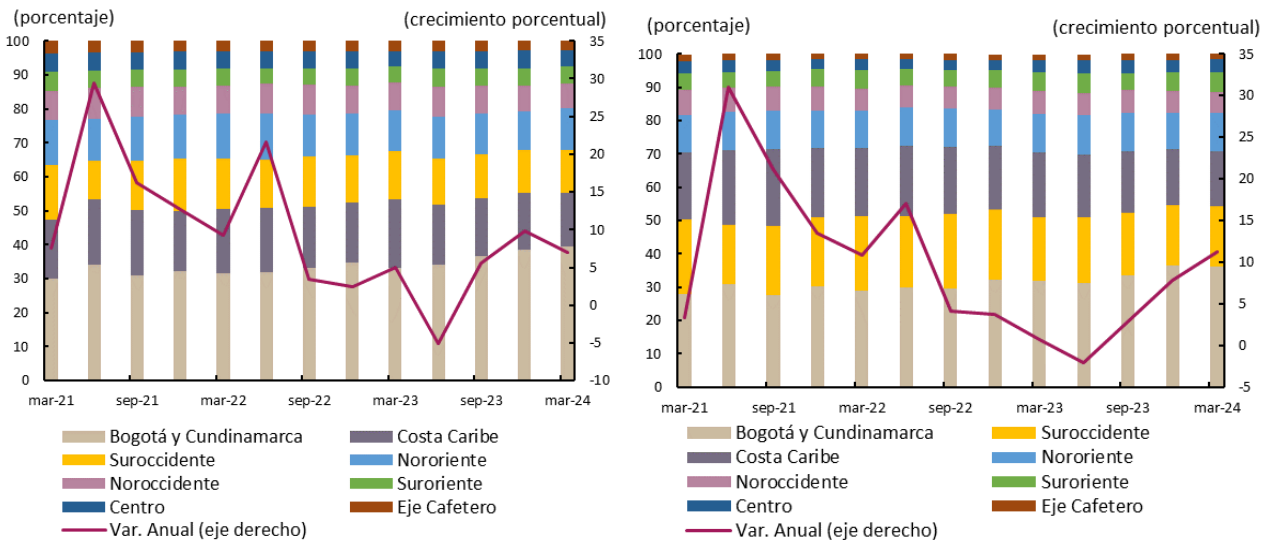 (porcentaje) (crecimiento porcentual)
100 35
90 30
80 25
70 20
60 15
50 10
40 5
30 0
20 -5
10 -10
0
mar-21 sep-21 mar-22 sep-22 mar-23 sep-23 mar-24
Bogotá y Cundinamarca Costa Caribe
Suroccidente Nororiente
Noroccidente Suroriente
Centro Eje Cafetero
Var. Anual (eje derecho)
(porcentaje) (crecimiento porcentual)
100 35
90 30
80 25
70 20
60 15
50 10
40 5
30 0
20 -5
10
0
mar-21 sep-21 mar-22 sep-22 mar-23 sep-23 mar-24
Bogotá y Cundinamarca Suroccidente
Costa Caribe Nororiente
Noroccidente Suroriente
Centro Eje Cafetero
Var. Anual (eje derecho)